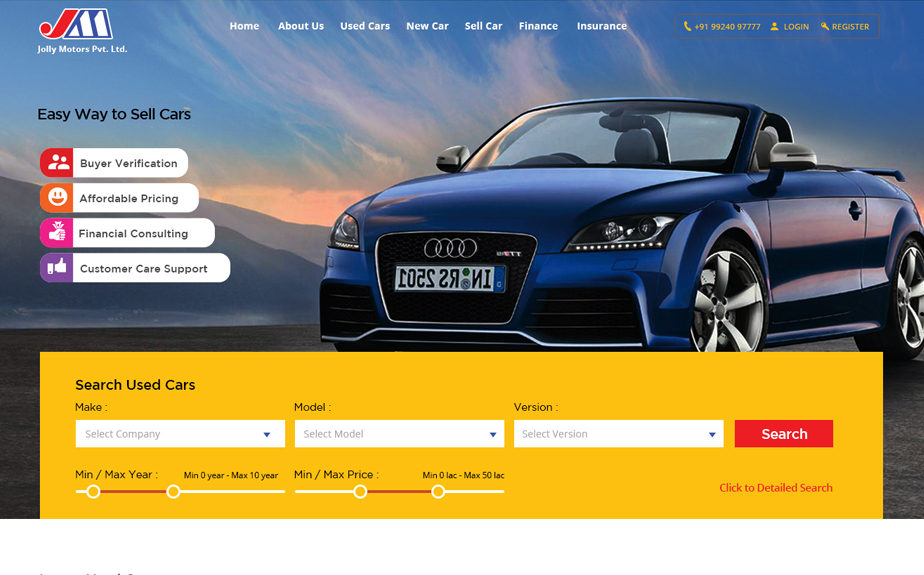 JM
Jolly Motors Pvt. Ltd.
Home About Us Used Cars New Car Sell Car Finance Insurance
+91 99240 97777 LOGIN REGISTER
Easy Way to Sell Cars
Buyer Verification
Affordable Pricing
Financial Consulting
Customer Care Support
IN RS 2501
Search Used Cars
Make : Model : Version :
Select Company Select Model Select Version Search
Min / Max Year : Min 0 year - Max 10 year Min / Max Price : Min 0 lac - Max 50 lac
Click to Detailed Search